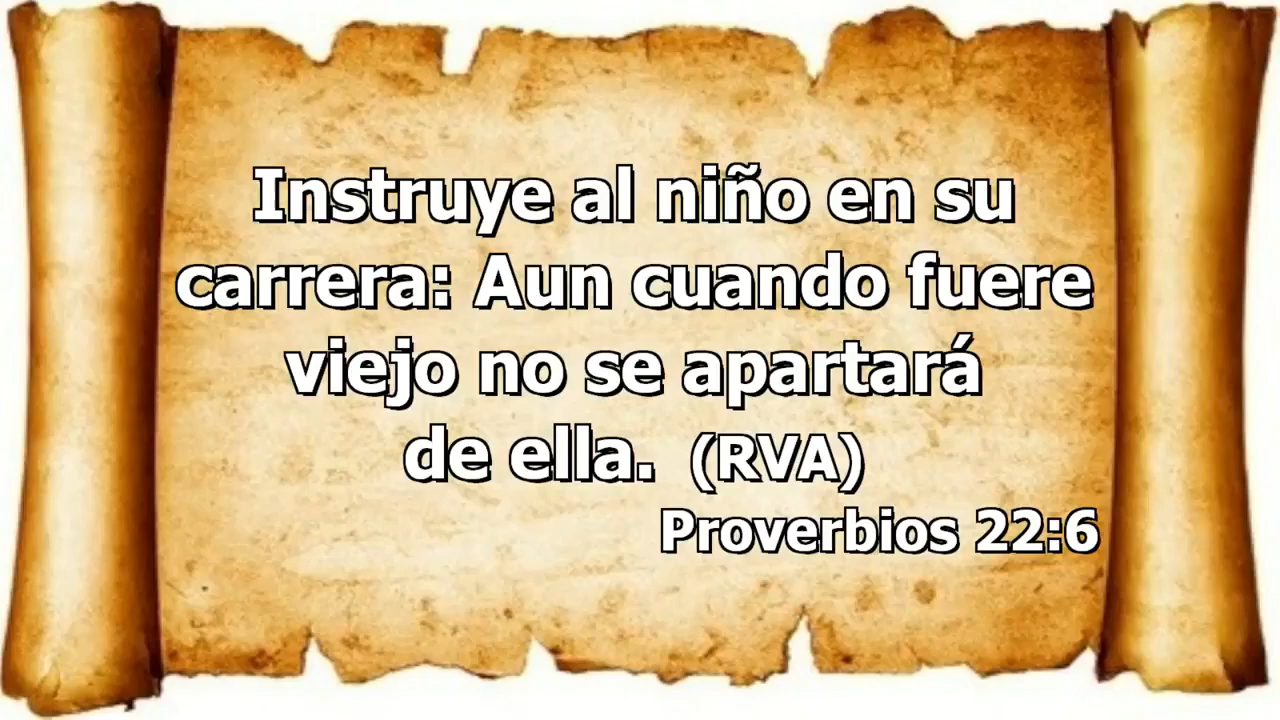 Instruye al niño en su
carrera: Aun cuando fuere
viejo no se apartará
de ella. (RVA)
Proverbios 22:6